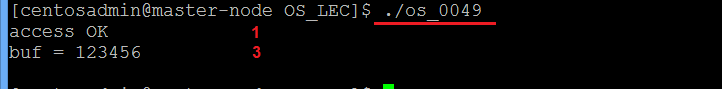 [centosadmin@master-node OS_LEC]$ ./os_0049
access OK 1
buf = 123456 3